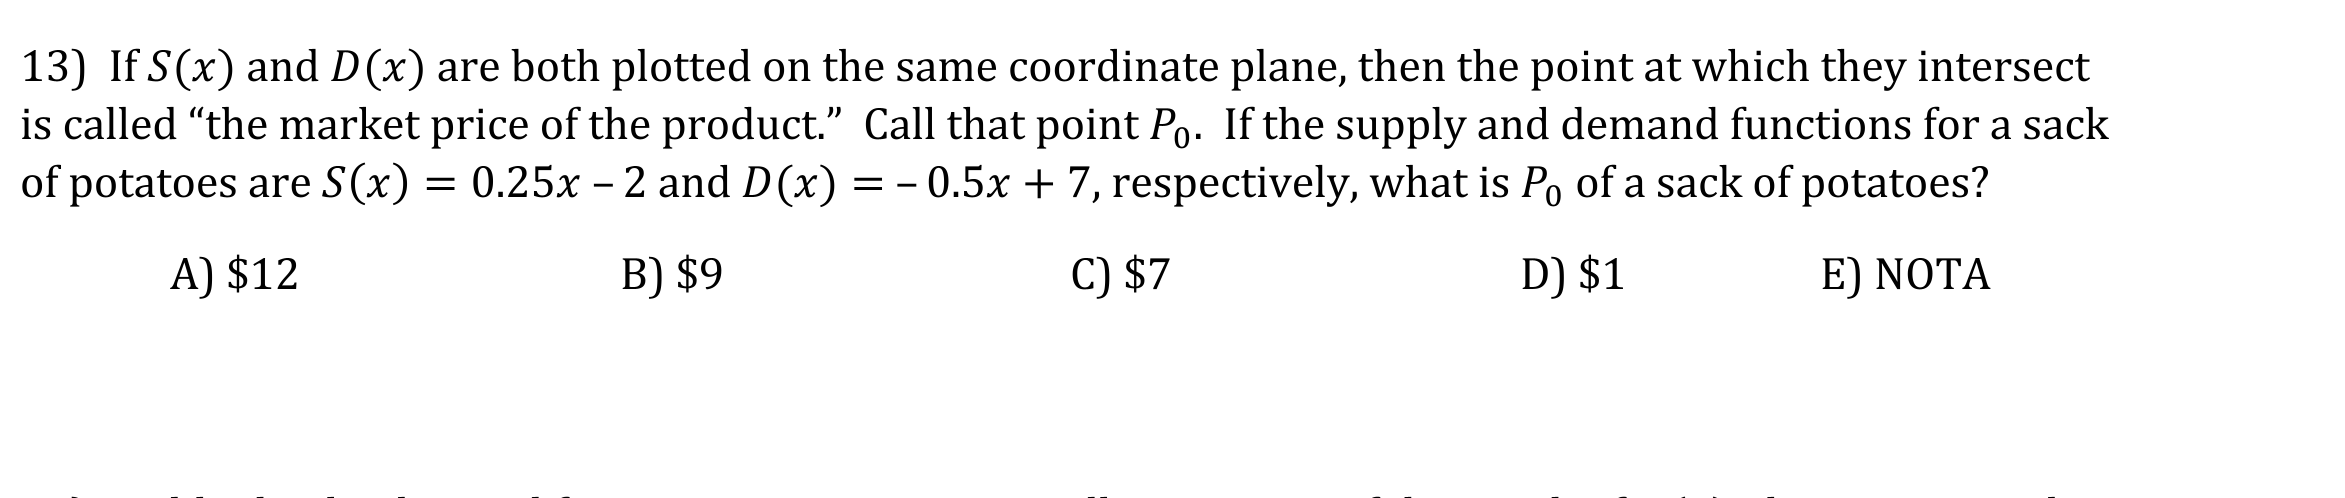 13) If S(x) and D(x) are both plotted on the same coordinate plane, then the point at which they intersect
is called “the market price of the product.” Call that point P₀. If the supply and demand functions for a sack
of potatoes are S(x) = 0.25x – 2 and D(x) = – 0.5x + 7, respectively, what is P₀ of a sack of potatoes?
A) $12 B) $9 C) $7 D) $1 E) NOTA